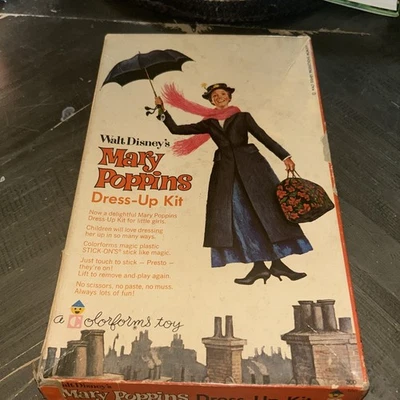 Walt Disney's
Mary
Poppins
Dress-Up Kit
Now a delightful Mary Poppins
Dress-Up Kit for little girls.
Children will love dressing
her up in so many ways.
Colorforms magic plastic
STICK-ONS® stick like magic.
Just touch to stick — Presto —
they're on!
Lift to remove and play again.
No scissors, no paste, no muss.
Always lots of fun!
a Colorforms toy
Walt Disney's
Mary Poppins Dress-Up Kit